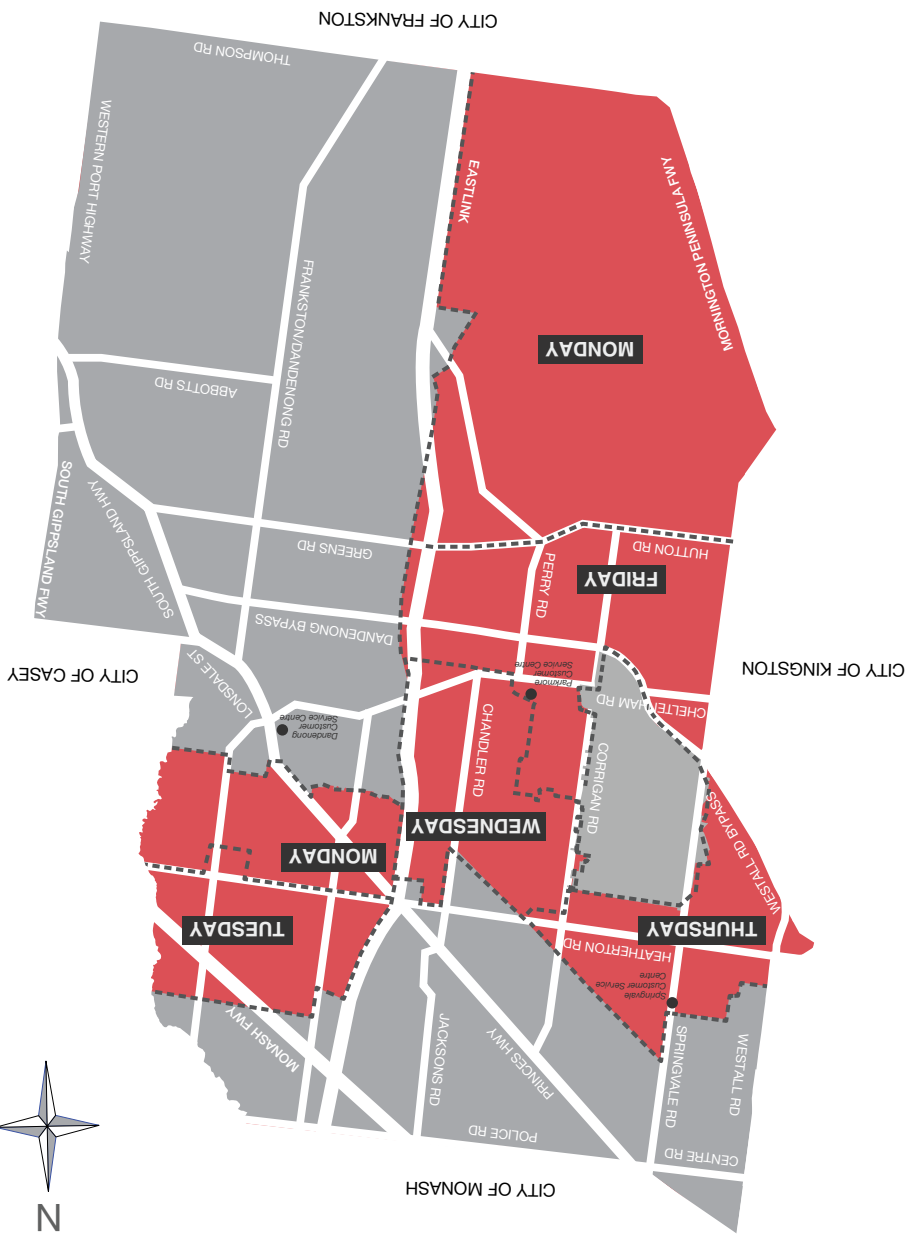 N
CITY OF MONASH
CENTRE RD
POLICE RD
WESTALL RD
SPRINGVALE RD
PRINCES HWY
JACKSONS RD
MONASH FWY
Springvale
Customer Service
Centre
HEATHERTON RD
THURSDAY
TUESDAY
WESTALL RD BYPASS
MONDAY
WEDNESDAY
CORRIGAN RD
CHANDLER RD
Dandenong
Customer
Service Centre
CHELTENHAM RD
LONSDALE ST
Parkmore
Customer
Service Centre
CITY OF KINGSTON
CITY OF CASEY
DANDENONG BYPASS
PERRY RD
FRIDAY
HUTTON RD
GREENS RD
SOUTH GIPPSLAND HWY
SOUTH GIPPSLAND FWY
ABBOTTS RD
FRANKSTON/DANDENONG RD
MONDAY
MORNINGTON PENINSULA FWY
EASTLINK
WESTERN PORT HIGHWAY
THOMPSON RD
CITY OF FRANKSTON